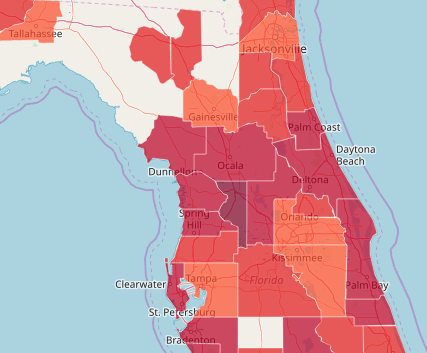 Tallahassee
Jacksonville
Gainesville
Palm Coast
Daytona
Beach
Ocala
Dunnellon
Deltona
Spring
Hill
Orlando
Kissimmee
Clearwater
Tampa
Florida
Palm Bay
St. Petersburg
Bradenton